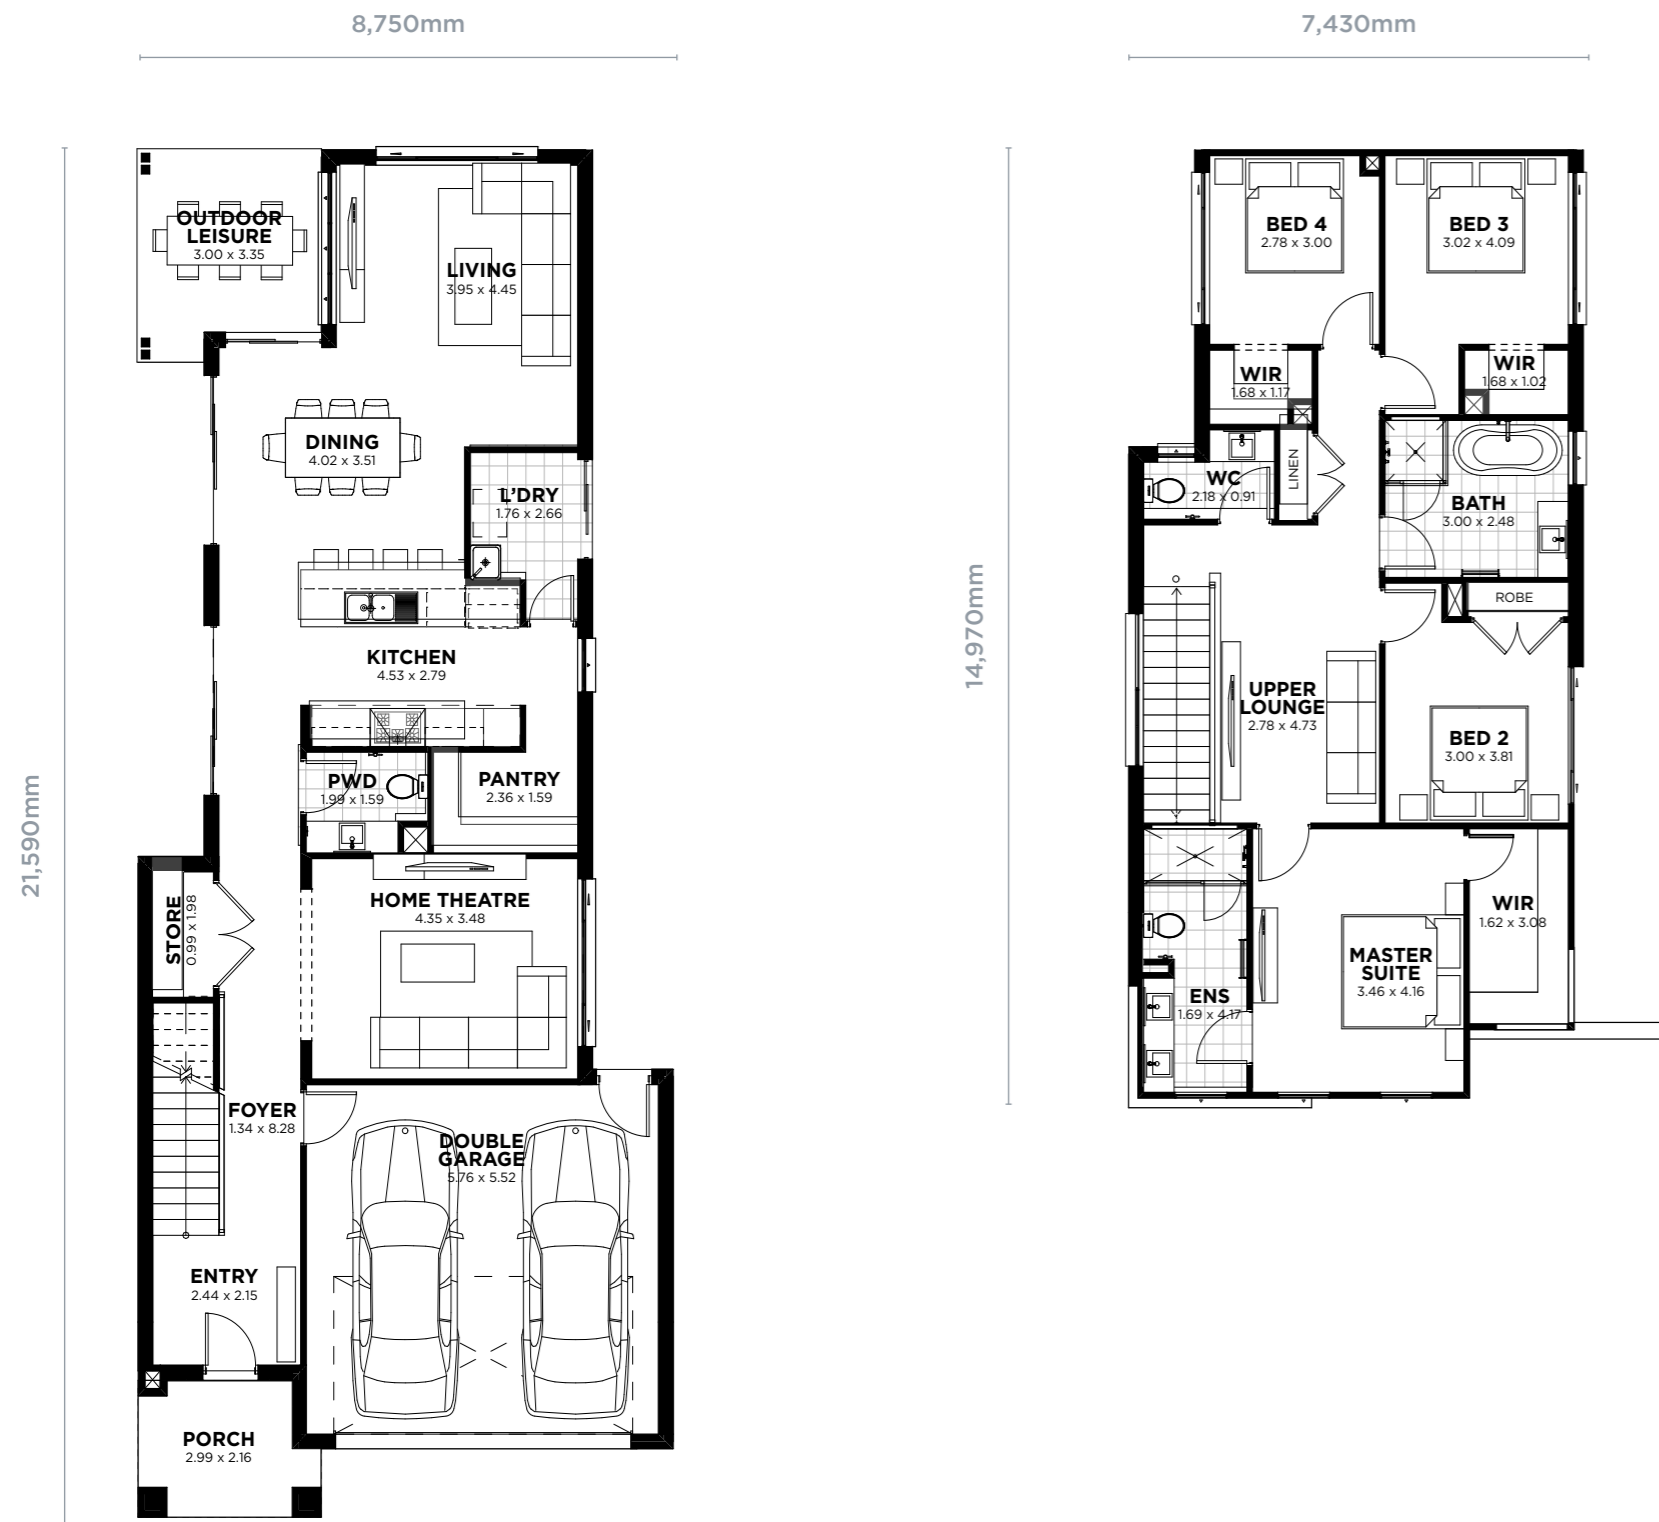 8,750mm
7,430mm
21,590mm
14,970mm
OUTDOOR
LEISURE
3.00 x 3.35
LIVING
3.95 x 4.45
DINING
4.02 x 3.51
L'DRY
1.76 x 2.66
KITCHEN
4.53 x 2.79
PWD
1.99 x 1.59
PANTRY
2.36 x 1.59
HOME THEATRE
4.35 x 3.48
STORE
0.99 x 1.98
FOYER
1.34 x 8.28
DOUBLE
GARAGE
5.76 x 5.52
ENTRY
2.44 x 2.15
PORCH
2.99 x 2.16
BED 4
2.78 x 3.00
BED 3
3.02 x 4.09
WIR
1.68 x 1.17
WIR
1.68 x 1.02
WC
2.18 x 0.91
LINEN
BATH
3.00 x 2.48
ROBE
UPPER
LOUNGE
2.78 x 4.73
BED 2
3.00 x 3.81
WIR
1.62 x 3.08
MASTER
SUITE
3.46 x 4.16
ENS
1.69 x 4.17